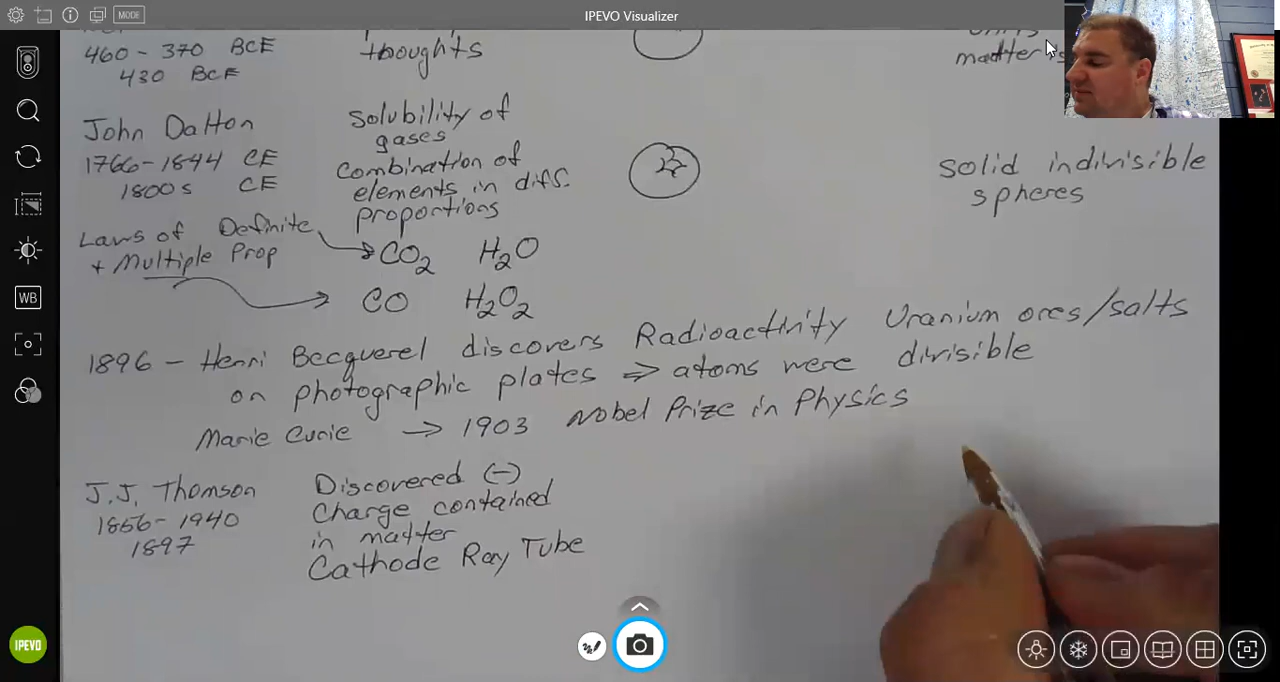 IPEVO Visualizer
MODE
460 - 370 BCE
430 BCE
thoughts
matter is
John Dalton
1766-1844 CE
1800s CE
Solubility of
gases
Combination of
elements in diff.
proportions
solid indivisible
spheres
Laws of Definite
+ Multiple Prop
CO2 H2O
CO H2O2
1896 - Henri Becquerel discovers Radioactivity Uranium ores/salts
on photographic plates ⇒ atoms were divisible
Marie Curie → 1903 Nobel Prize in Physics
J.J. Thomson
1856-1940
1897
Discovered (-)
Charge contained
in matter
Cathode Ray Tube
WB
IPEVO